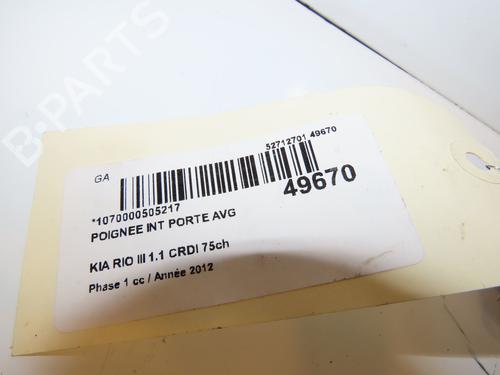 B-PARTS
GA
52712701 49670
49670
*1070000505217
POIGNEE INT PORTE AVG
KIA RIO III 1.1 CRDI 75ch
Phase 1 cc / Année 2012